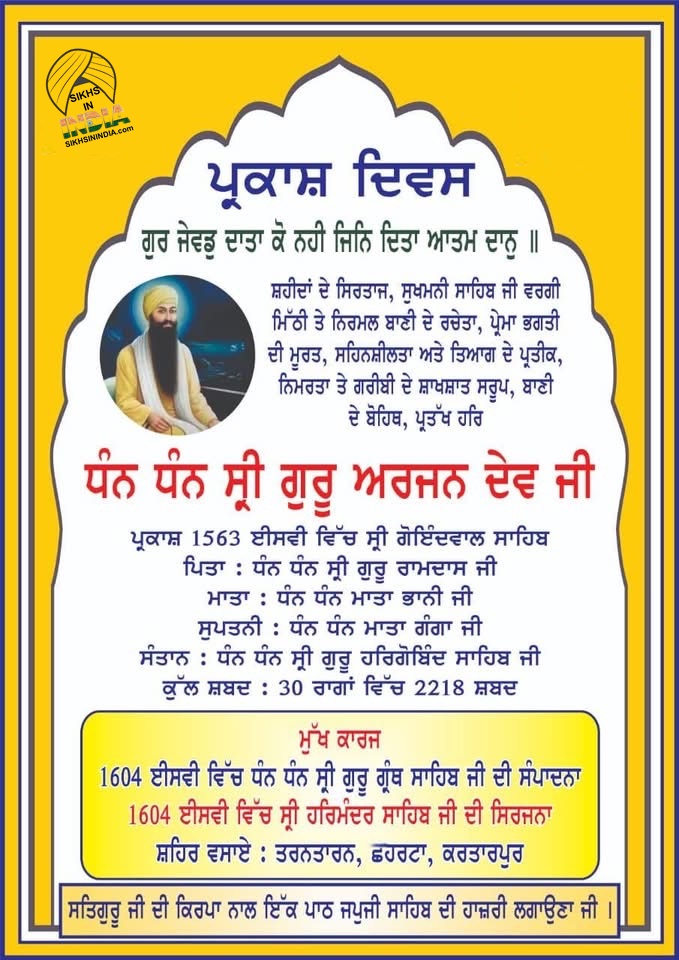 SIKHS
IN
INDIA
SIKHSININDIA.com
ਪ੍ਰਕਾਸ਼ ਦਿਵਸ
ਗੁਰ ਜੇਵਡੁ ਦਾਤਾ ਕੋ ਨਹੀ ਜਿਨਿ ਦਿਤਾ ਆਤਮ ਦਾਨੁ ॥
ਸ਼ਹੀਦਾਂ ਦੇ ਸਿਰਤਾਜ, ਸੁਖਮਨੀ ਸਾਹਿਬ ਜੀ ਵਰਗੀ
ਮਿੱਠੀ ਤੇ ਨਿਰਮਲ ਬਾਣੀ ਦੇ ਰਚੇਤਾ, ਪ੍ਰੇਮਾ ਭਗਤੀ
ਦੀ ਮੂਰਤ, ਸਹਿਨਸ਼ੀਲਤਾ ਅਤੇ ਤਿਆਗ ਦੇ ਪ੍ਰਤੀਕ,
ਨਿਮਰਤਾ ਤੇ ਗਰੀਬੀ ਦੇ ਸ਼ਾਖਸ਼ਾਤ ਸਰੂਪ, ਬਾਣੀ
ਦੇ ਬੋਹਿਥ, ਪ੍ਰਤੱਖ ਹਰਿ
ਧੰਨ ਧੰਨ ਸ੍ਰੀ ਗੁਰੂ ਅਰਜਨ ਦੇਵ ਜੀ
ਪ੍ਰਕਾਸ਼ 1563 ਈਸਵੀ ਵਿੱਚ ਸ੍ਰੀ ਗੋਇੰਦਵਾਲ ਸਾਹਿਬ
ਪਿਤਾ : ਧੰਨ ਧੰਨ ਸ੍ਰੀ ਗੁਰੂ ਰਾਮਦਾਸ ਜੀ
ਮਾਤਾ : ਧੰਨ ਧੰਨ ਮਾਤਾ ਭਾਨੀ ਜੀ
ਸੁਪਤਨੀ : ਧੰਨ ਧੰਨ ਮਾਤਾ ਗੰਗਾ ਜੀ
ਸੰਤਾਨ : ਧੰਨ ਧੰਨ ਸ੍ਰੀ ਗੁਰੂ ਹਰਿਗੋਬਿੰਦ ਸਾਹਿਬ ਜੀ
ਕੁੱਲ ਸ਼ਬਦ : 30 ਰਾਗਾਂ ਵਿੱਚ 2218 ਸ਼ਬਦ
ਮੁੱਖ ਕਾਰਜ
1604 ਈਸਵੀ ਵਿੱਚ ਧੰਨ ਧੰਨ ਸ੍ਰੀ ਗੁਰੂ ਗ੍ਰੰਥ ਸਾਹਿਬ ਜੀ ਦੀ ਸੰਪਾਦਨਾ
1604 ਈਸਵੀ ਵਿੱਚ ਸ੍ਰੀ ਹਰਿਮੰਦਰ ਸਾਹਿਬ ਜੀ ਦੀ ਸਿਰਜਨਾ
ਸ਼ਹਿਰ ਵਸਾਏ : ਤਰਨਤਾਰਨ, ਛਹਰਟਾ, ਕਰਤਾਰਪੁਰ
ਸਤਿਗੁਰੂ ਜੀ ਦੀ ਕਿਰਪਾ ਨਾਲ ਇੱਕ ਪਾਠ ਜਪੁਜੀ ਸਾਹਿਬ ਦੀ ਹਾਜ਼ਰੀ ਲਗਾਉਣਾ ਜੀ ।